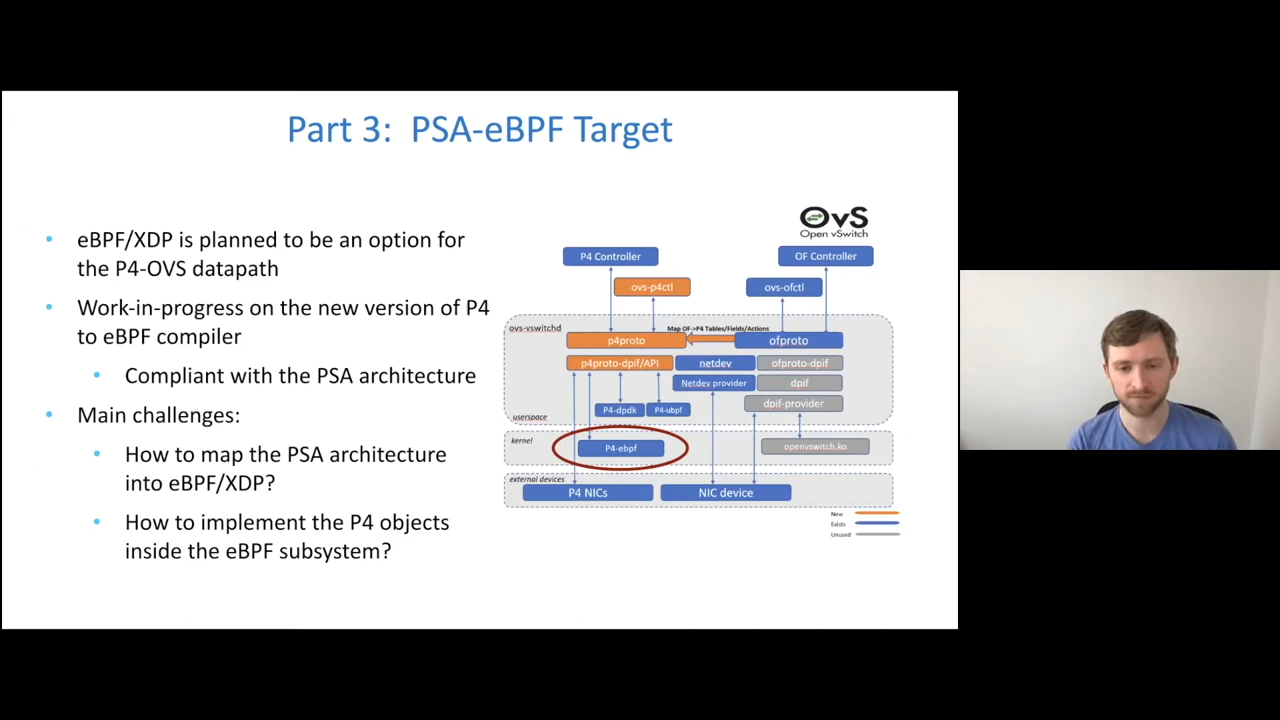 Part 3: PSA-eBPF Target
• eBPF/XDP is planned to be an option for
the P4-OVS datapath
• Work-in-progress on the new version of P4
to eBPF compiler
• Compliant with the PSA architecture
• Main challenges:
• How to map the PSA architecture
into eBPF/XDP?
• How to implement the P4 objects
inside the eBPF subsystem?
OvS
Open vSwitch
P4 Controller
OF Controller
ovs-p4ctl
ovs-ofctl
ovs-vswitchd
Map OF->P4 Tables/Fields/Actions
p4proto
ofproto
p4proto-dpif/API
netdev
ofproto-dpif
Netdev provider
dpif
P4-dpdk
P4-ubpf
dpif-provider
userspace
kernel
P4-ebpf
openvswitch.ko
external devices
P4 NICs
NIC device
New
Exists
Unused